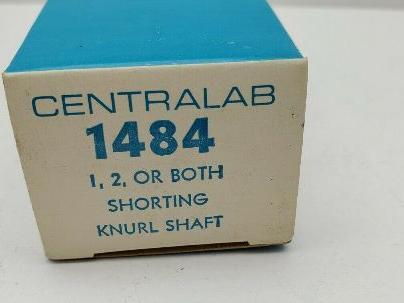 CENTRALAB
1484
1, 2, OR BOTH
SHORTING
KNURL SHAFT